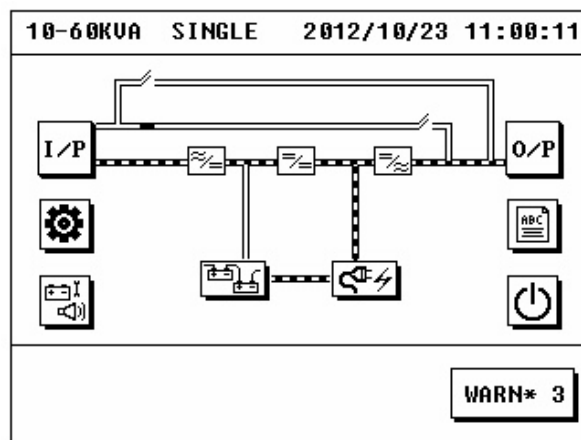 10-60KVA SINGLE 2012/10/23 11:00:11
I/P
O/P
ABC
WARN* 3